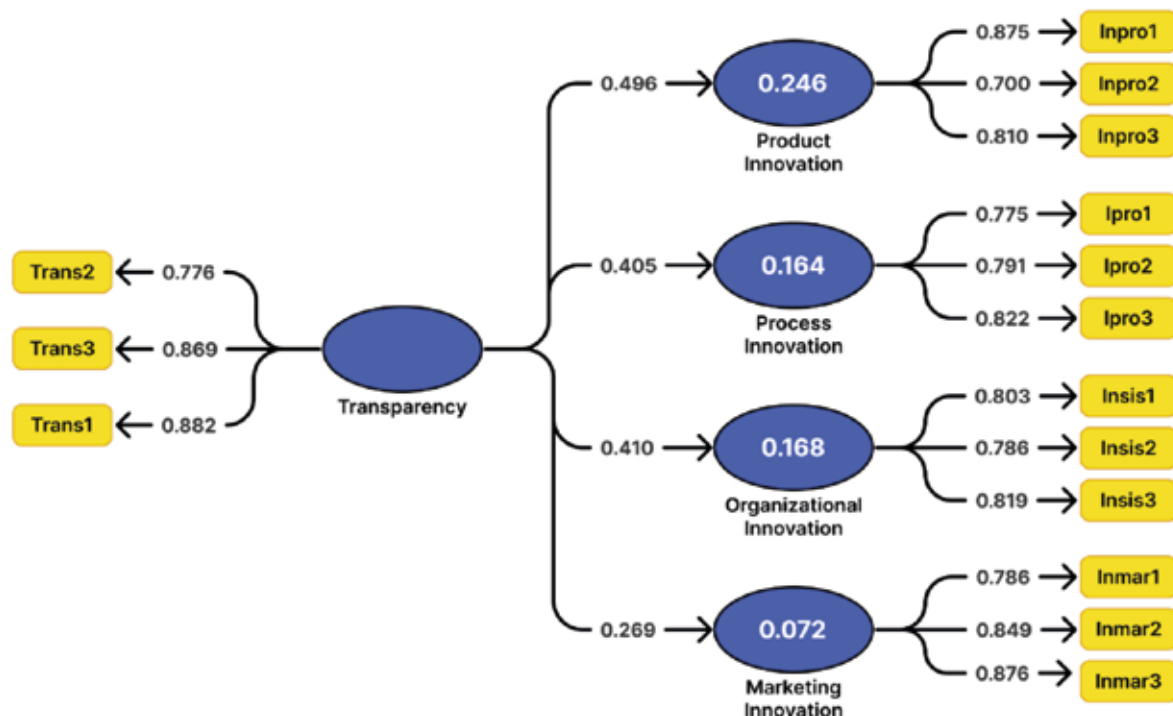 Trans2
0.776
Trans3
0.869
Trans1
0.882
Transparency
0.496
0.246
Product
Innovation
0.875
Inpro1
0.700
Inpro2
0.810
Inpro3
0.405
0.164
Process
Innovation
0.775
Ipro1
0.791
Ipro2
0.822
Ipro3
0.410
0.168
Organizational
Innovation
0.803
Insis1
0.786
Insis2
0.819
Insis3
0.269
0.072
Marketing
Innovation
0.786
Inmar1
0.849
Inmar2
0.876
Inmar3